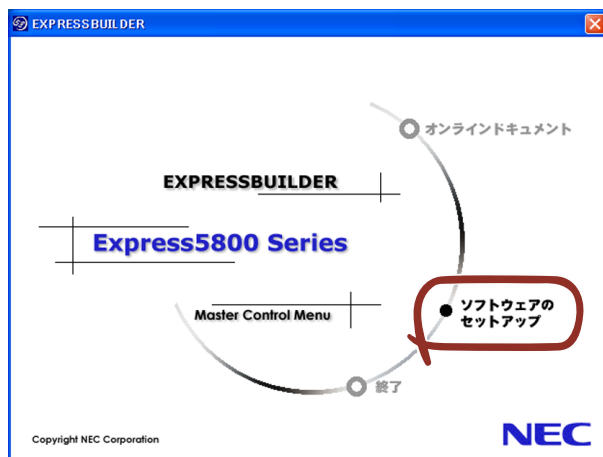 EXPRESSBUILDER
オンラインドキュメント
EXPRESSBUILDER
Express5800 Series
ソフトウェアの
セットアップ
Master Control Menu
終了
Copyright NEC Corporation
NEC